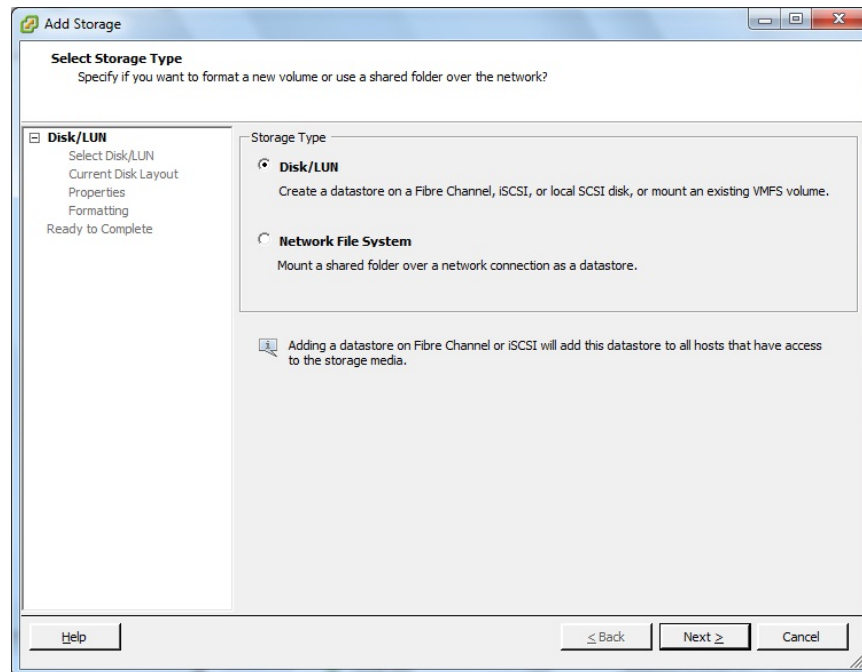 Add Storage
Select Storage Type
Specify if you want to format a new volume or use a shared folder over the network?
Disk/LUN
Select Disk/LUN
Current Disk Layout
Properties
Formatting
Ready to Complete
Storage Type
Disk/LUN
Create a datastore on a Fibre Channel, iSCSI, or local SCSI disk, or mount an existing VMFS volume.
Network File System
Mount a shared folder over a network connection as a datastore.
Adding a datastore on Fibre Channel or iSCSI will add this datastore to all hosts that have access
to the storage media.
Help
< Back
Next >
Cancel